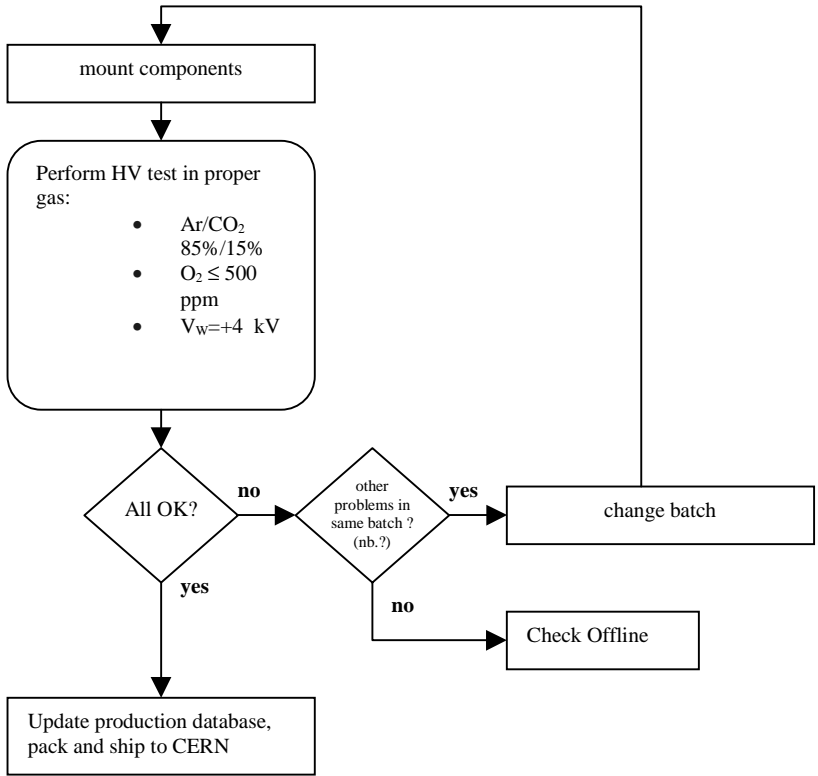 mount components
Perform HV test in proper
gas:
• Ar/CO₂
85%/15%
• O₂ ≤ 500
ppm
• V_W=+4 kV
All OK?
no
other
problems in
same batch ?
(nb.?)
yes
change batch
yes
no
Check Offline
Update production database,
pack and ship to CERN